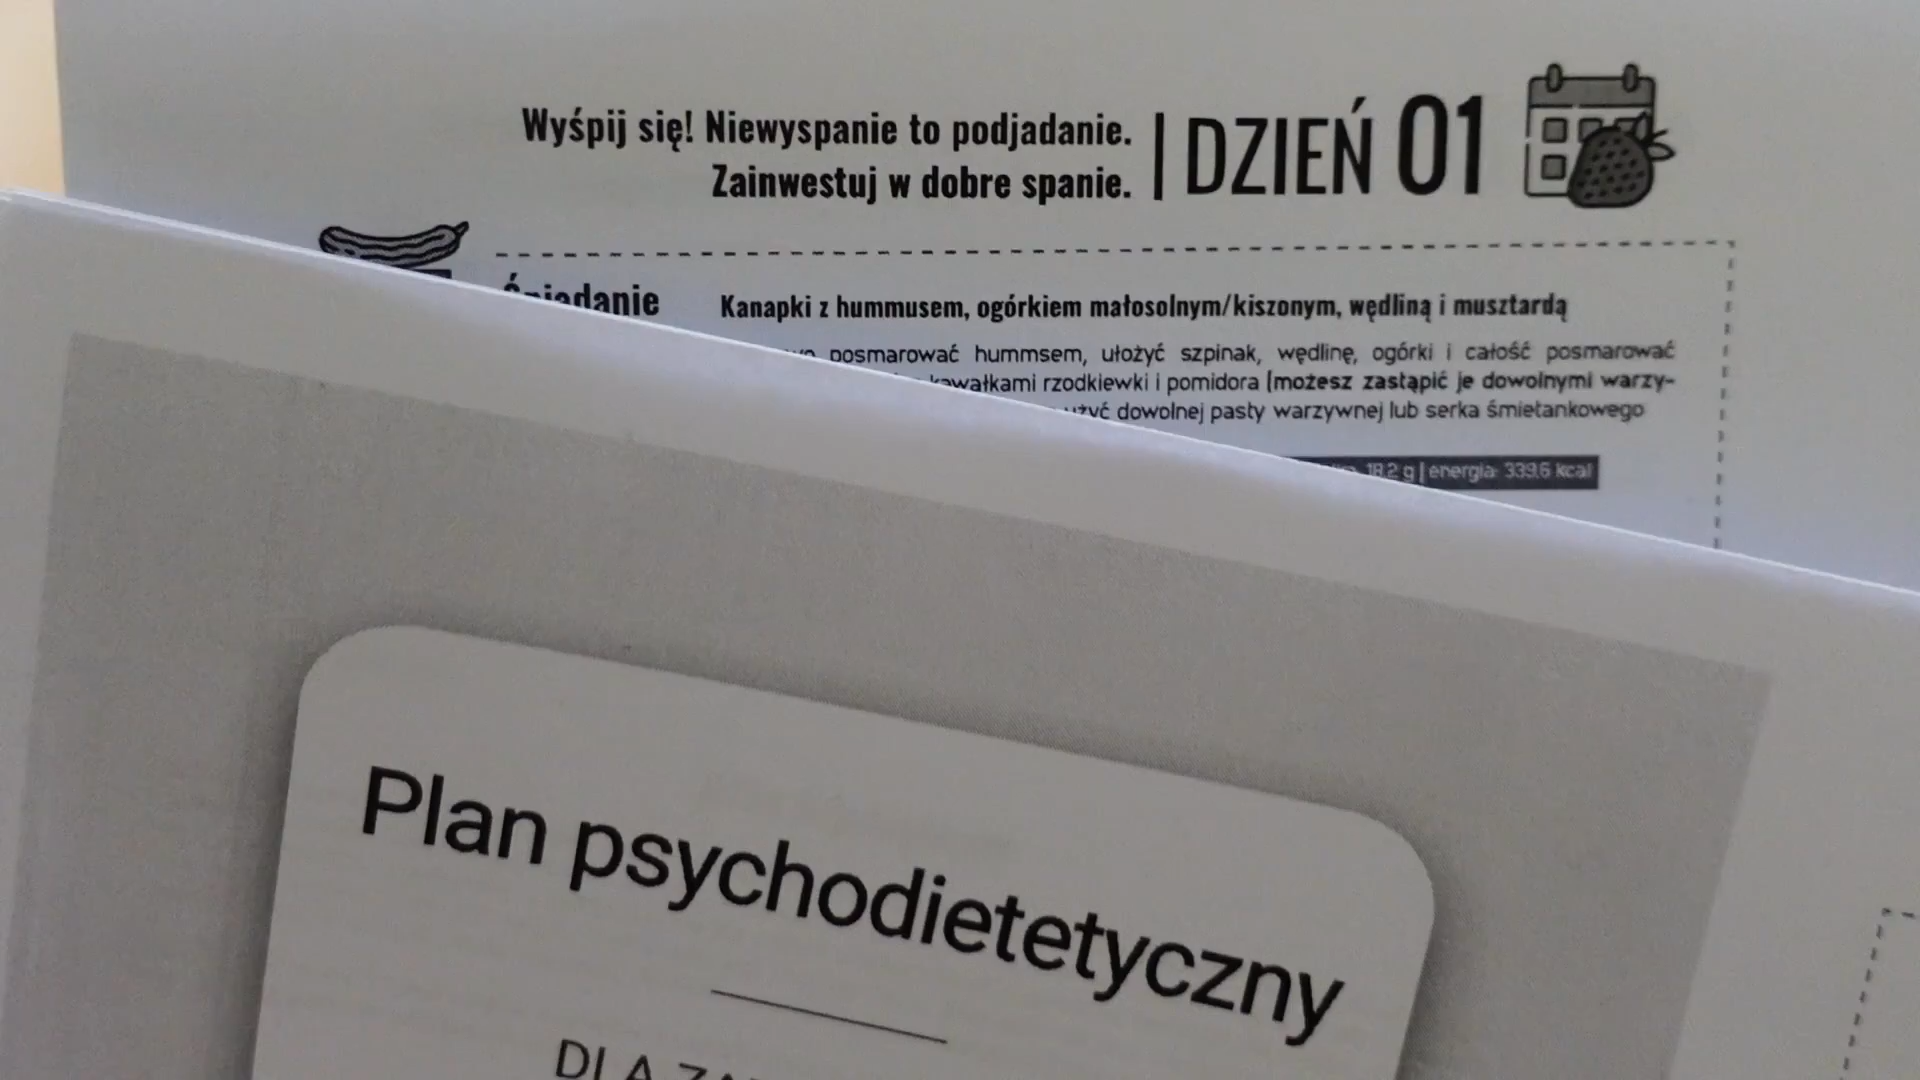 Wyśpij się! Niewyspanie to podjadanie.
Zainwestuj w dobre spanie.
DZIEŃ 01
Śniadanie
Kanapki z hummusem, ogórkiem małosolnym/kiszonym, wędliną i musztardą
posmarować hummsem, ułożyć szpinak, wędlinę, ogórki i całość posmarować
kawałkami rzodkiewki i pomidora (możesz zastąpić je dowolnymi warzy-
dowolnej pasty warzywnej lub serka śmietankowego
18.2 g | energia: 339.6 kcal
Plan psychodietetyczny
DLA